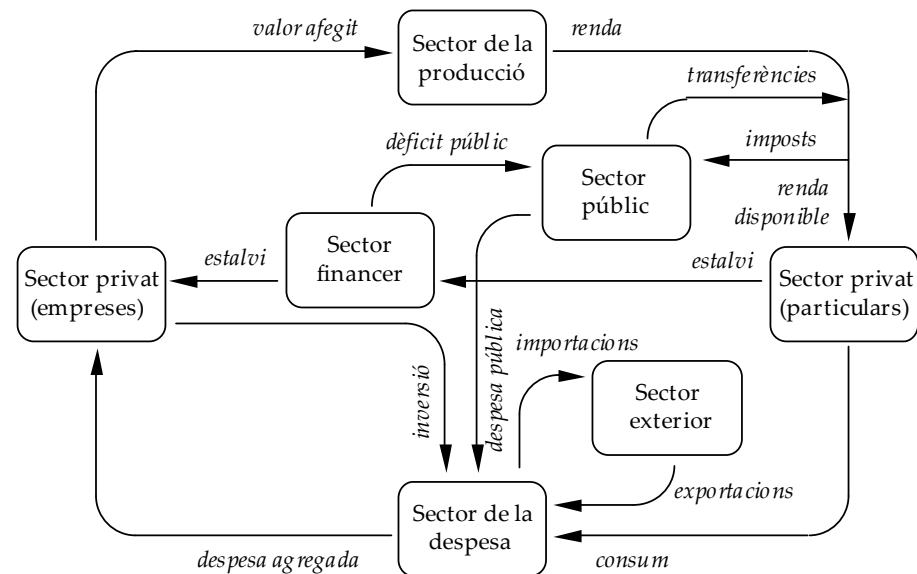 valor afegit
Sector de la
producció
renda
transferències
dèficit públic
imposts
Sector
públic
renda
disponible
Sector
financer
estalvi
estalvi
Sector privat
(empreses)
Sector privat
(particulars)
inversió
despesa pública
importacions
Sector
exterior
exportacions
Sector de la
despesa
despesa agregada
consum